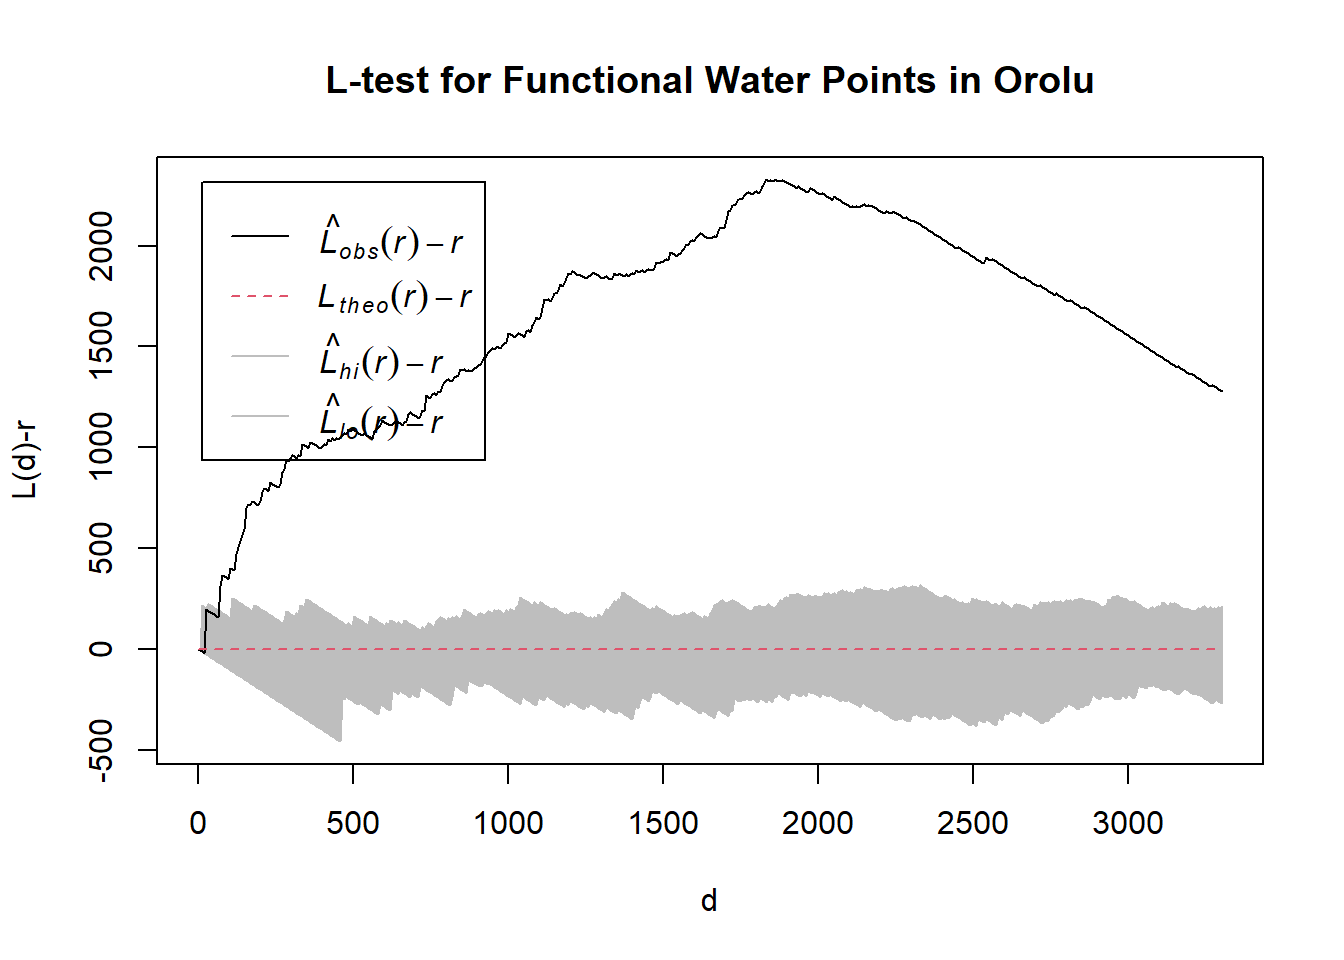 L-test for Functional Water Points in Orolu
L̂obs(r) – r
Ltheo(r) – r
L̂hi(r) – r
L̂lo(r) – r
L(d)-r
2000
1500
1000
500
0
-500
0 500 1000 1500 2000 2500 3000
d